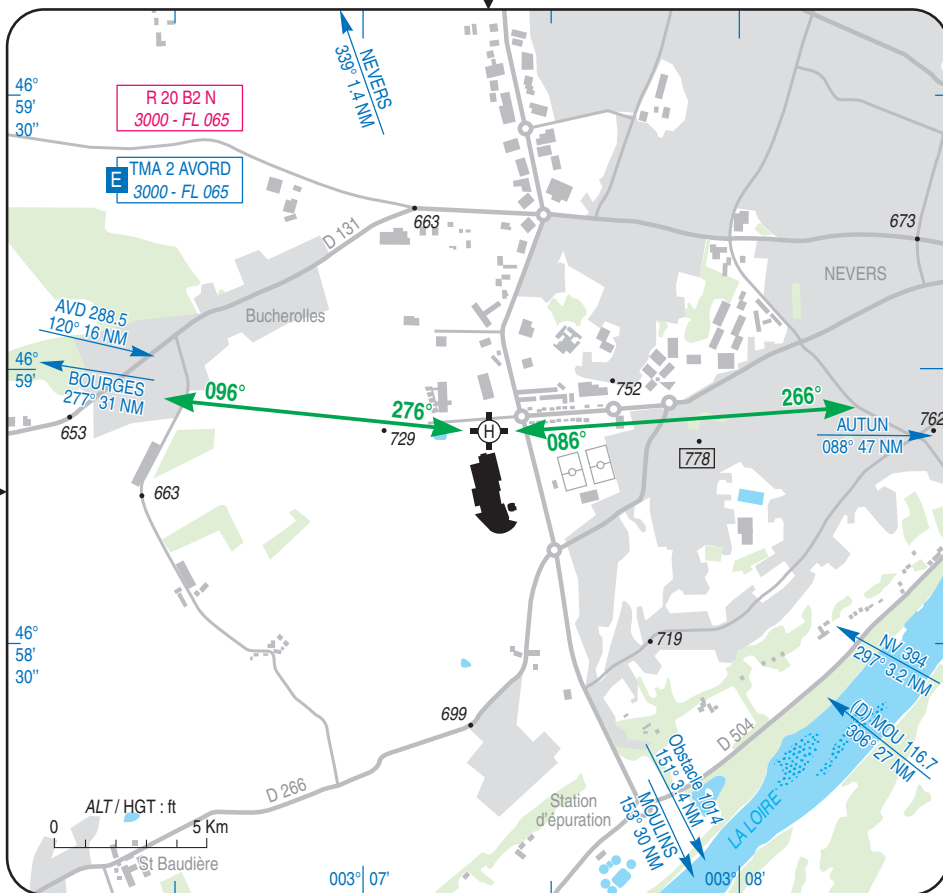 NEVERS
339° 1.4 NM
46°
59'
30"
R 20 B2 N
3000 - FL 065
E
TMA 2 AVORD
3000 - FL 065
663
673
D 131
NEVERS
Bucherolles
AVD 288.5
120° 16 NM
46°
59'
BOURGES
277° 31 NM
096°
276°
752
266°
653
729
H
086°
778
AUTUN
088° 47 NM
762
663
46°
58'
30"
719
NV 394
297° 3.2 NM
699
(D) MOU 116.7
306° 27 NM
D 504
Obstacle 1014
151° 3.4 NM
MOULINS
153° 30 NM
LA LOIRE
D 266
Station
d'épuration
ALT / HGT : ft
0 5 Km
St Baudière
003° 07'
003° 08'